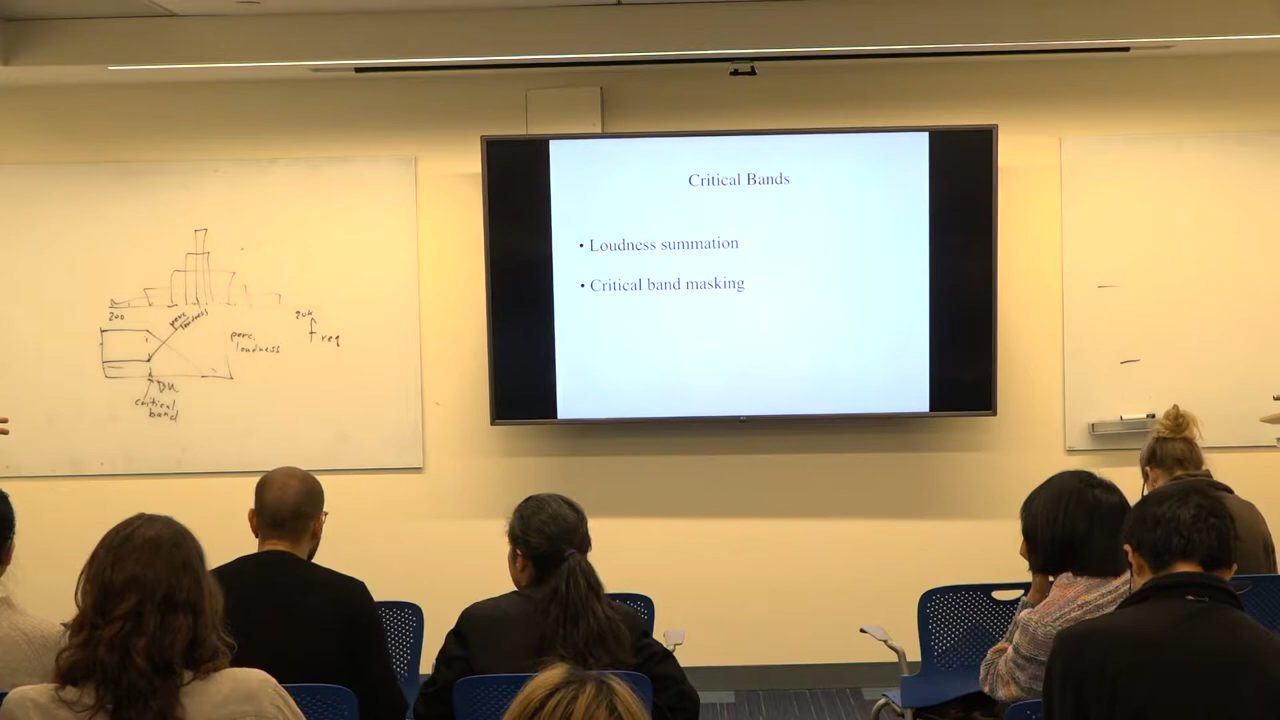 Critical Bands
• Loudness summation
• Critical band masking
200
20k
freq
perc.
loudness
perc.
loudness
critical
band